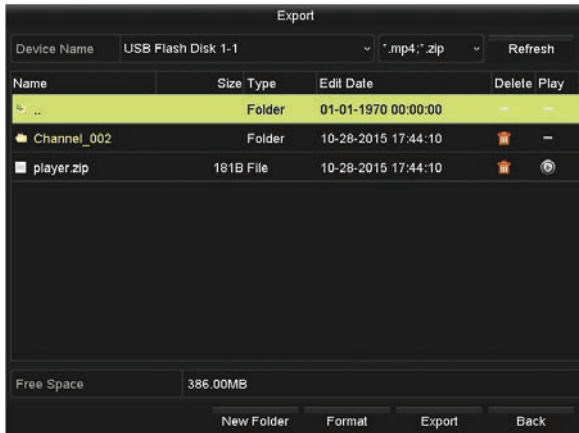 Export
Device Name USB Flash Disk 1-1 *.mp4;*.zip Refresh
Name Size Type Edit Date Delete Play
.. Folder 01-01-1970 00:00:00 — —
Channel_002 Folder 10-28-2015 17:44:10 —
player.zip 181B File 10-28-2015 17:44:10
Free Space 386.00MB
New Folder Format Export Back